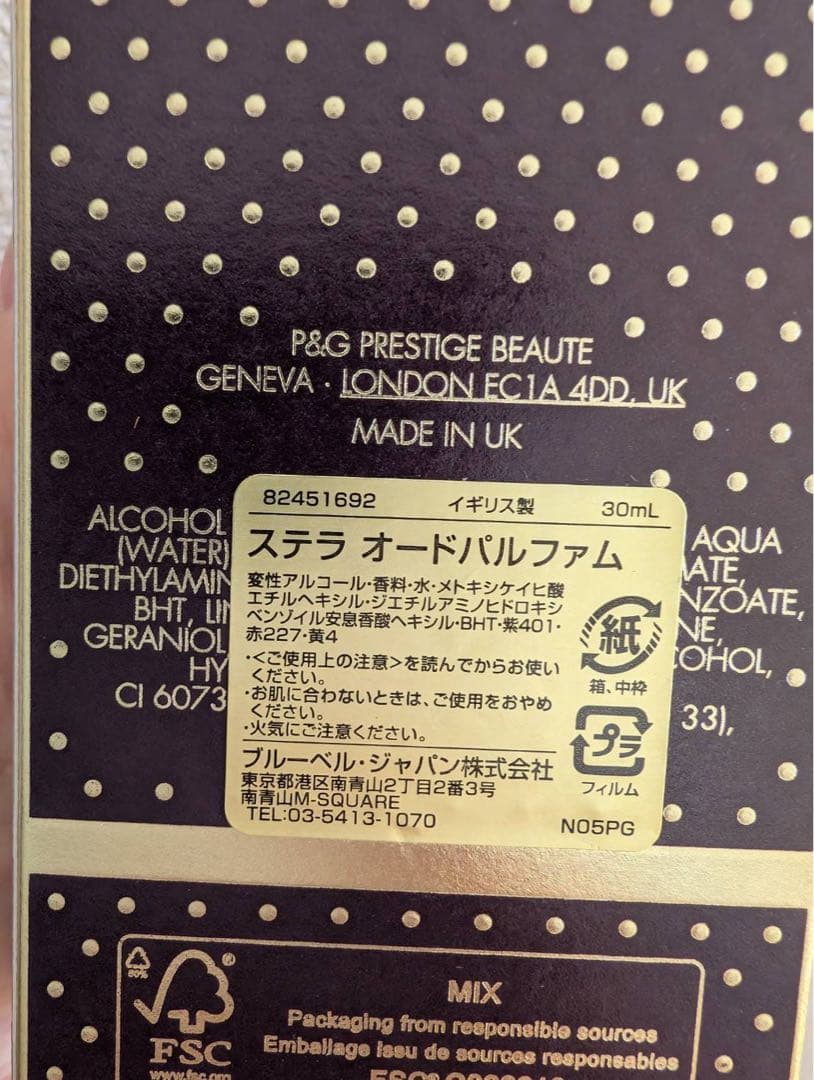 P&G PRESTIGE BEAUTE
GENEVA · LONDON EC1A 4DD, UK
MADE IN UK
ALCOHOL
AQUA
(WATER)
DIETHYLAMIN
NZOATE,
BHT,
NE,
GERANIOL
COHOL,
HY
CI 6073
33),
82451692 イギリス製 30mL
ステラ オードパルファム
変性アルコール・香料・水・メトキシケイヒ酸
エチルヘキシル・ジエチルアミノヒドロキシ
ベンゾイル安息香酸ヘキシル・BHT・紫401・
赤227・黄4
・<ご使用上の注意>を読んでからお使い
ください。
・お肌に合わないときは、ご使用をおやめ
ください。
・火気にご注意ください。
紙
箱、中枠
プラ
フィルム
ブルーベル・ジャパン株式会社
東京都港区南青山2丁目2番3号
南青山M-SQUARE
TEL:03-5413-1070
N05PG
80%
FSC
www.fsc.org
MIX
Packaging from responsible sources
Emballage issu de sources responsables